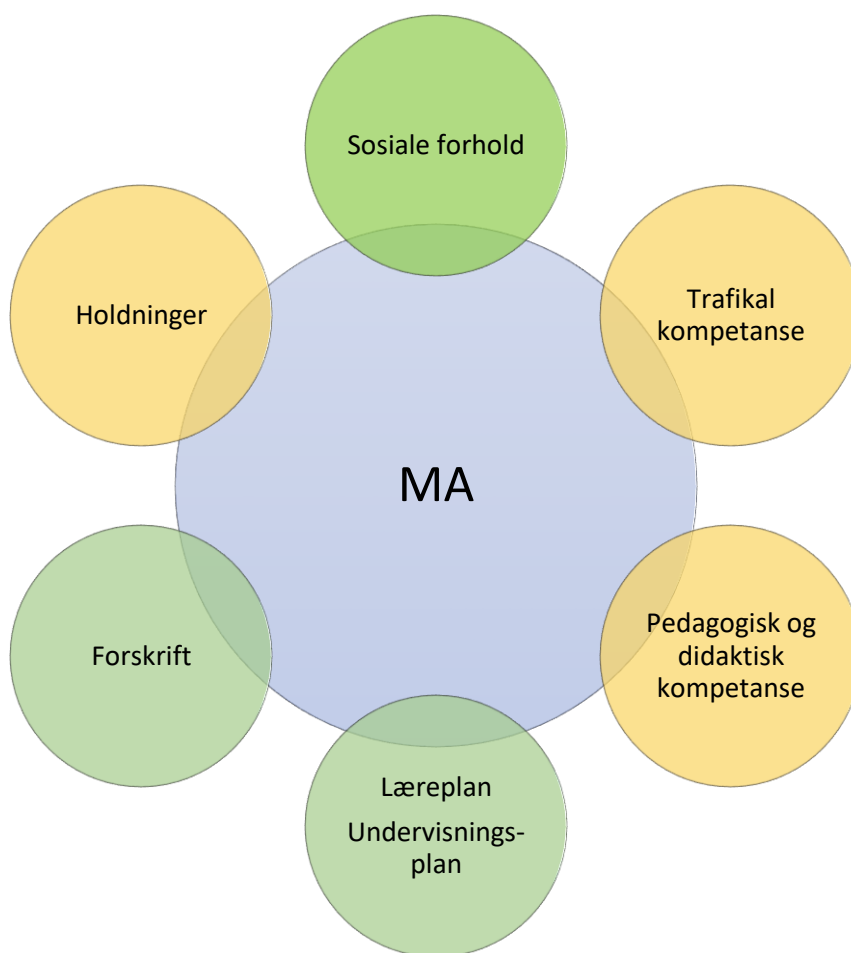 Sosiale forhold
Holdninger
Trafikal
kompetanse
MA
Forskrift
Pedagogisk og
didaktisk
kompetanse
Læreplan
Undervisnings-
plan